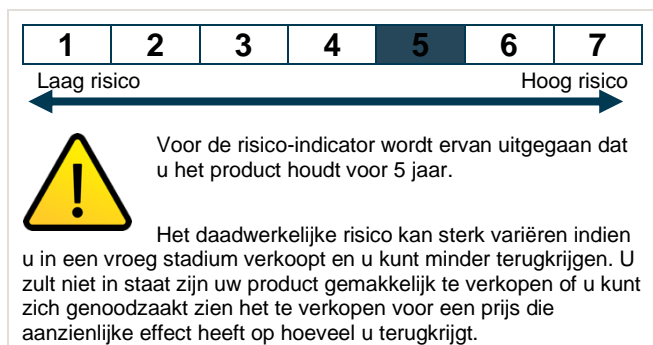 1 2 3 4 5 6 7
Laag risico Hoog risico
Voor de risico-indicator wordt ervan uitgegaan dat
u het product houdt voor 5 jaar.
Het daadwerkelijke risico kan sterk variëren indien
u in een vroeg stadium verkoopt en u kunt minder terugkrijgen. U
zult niet in staat zijn uw product gemakkelijk te verkopen of u kunt
zich genoodzaakt zien het te verkopen voor een prijs die
aanzienlijke effect heeft op hoeveel u terugkrijgt.